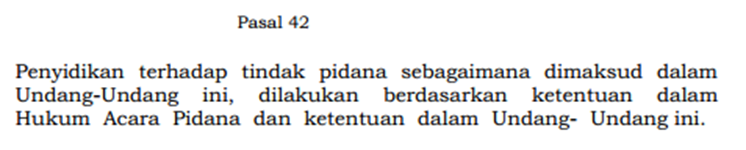 Pasal 42
Penyidikan terhadap tindak pidana sebagaimana dimaksud dalam
Undang-Undang ini, dilakukan berdasarkan ketentuan dalam
Hukum Acara Pidana dan ketentuan dalam Undang- Undang ini.